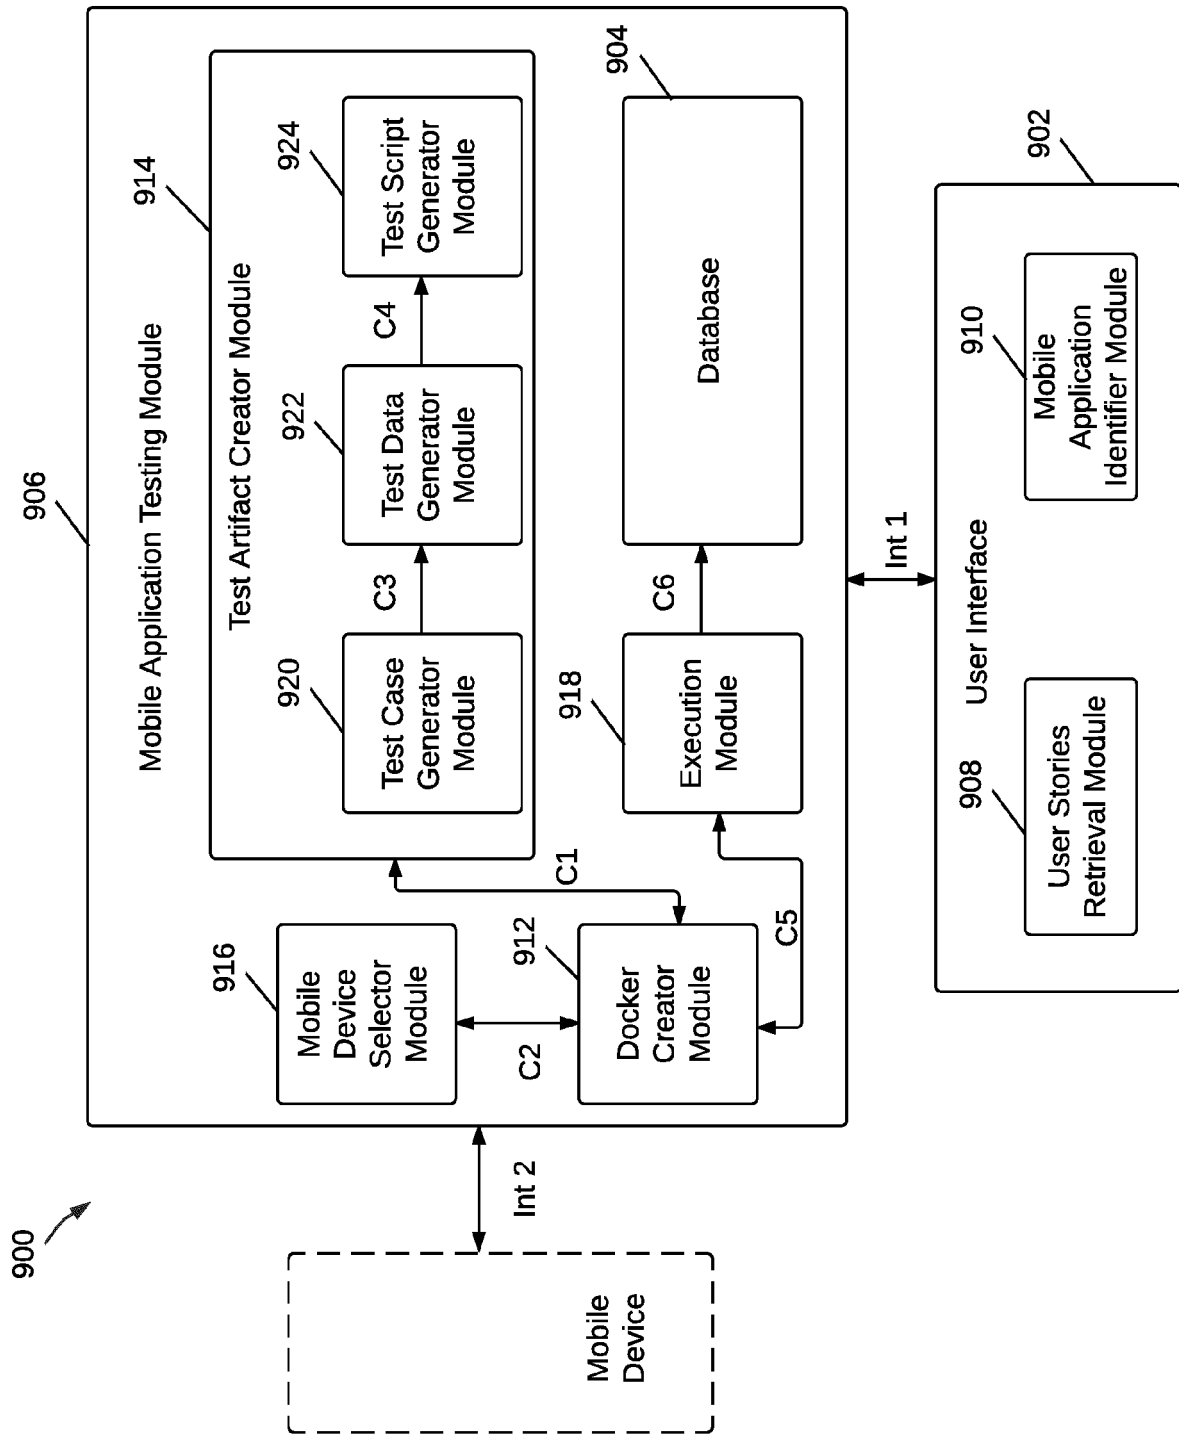 900
906
Mobile Application Testing Module
914
Test Artifact Creator Module
920
Test Case
Generator
Module
C3
922
Test Data
Generator
Module
C4
924
Test Script
Generator
Module
916
Mobile
Device
Selector
Module
C1
C2
912
Docker
Creator
Module
C5
918
Execution
Module
C6
904
Database
Int 2
Mobile
Device
Int 1
902
User Interface
908
User Stories
Retrieval Module
910
Mobile
Application
Identifier Module